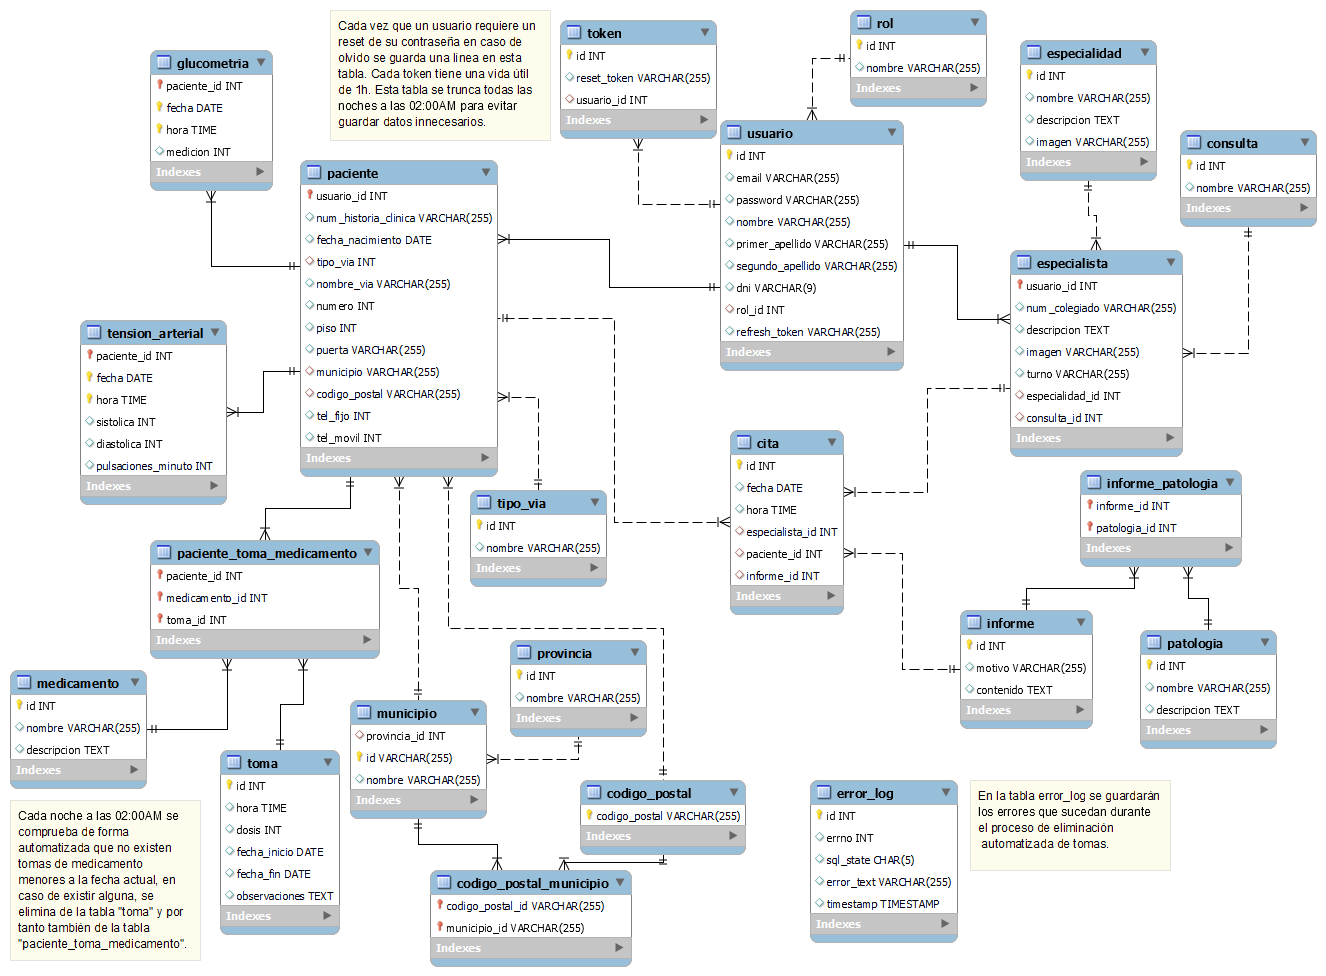 glucometria
paciente_id INT
fecha DATE
hora TIME
medicion INT
Indexes
Cada vez que un usuario requiere un
reset de su contraseña en caso de
olvido se guarda una linea en esta
tabla. Cada token tiene una vida útil
de 1h. Esta tabla se trunca todas las
noches a las 02:00AM para evitar
guardar datos innecesarios.
token
id INT
reset_token VARCHAR(255)
usuario_id INT
Indexes
rol
id INT
nombre VARCHAR(255)
Indexes
especialidad
id INT
nombre VARCHAR(255)
descripcion TEXT
imagen VARCHAR(255)
Indexes
consulta
id INT
nombre VARCHAR(255)
Indexes
paciente
usuario_id INT
num_historia_clinica VARCHAR(255)
fecha_nacimiento DATE
tipo_via INT
nombre_via VARCHAR(255)
numero INT
piso INT
puerta VARCHAR(255)
municipio VARCHAR(255)
codigo_postal VARCHAR(255)
tel_fijo INT
tel_movil INT
Indexes
usuario
id INT
email VARCHAR(255)
password VARCHAR(255)
nombre VARCHAR(255)
primer_apellido VARCHAR(255)
segundo_apellido VARCHAR(255)
dni VARCHAR(9)
rol_id INT
refresh_token VARCHAR(255)
Indexes
especialista
usuario_id INT
num_colegiado VARCHAR(255)
descripcion TEXT
imagen VARCHAR(255)
turno VARCHAR(255)
especialidad_id INT
consulta_id INT
Indexes
tension_arterial
paciente_id INT
fecha DATE
hora TIME
sistolica INT
diastolica INT
pulsaciones_minuto INT
Indexes
cita
id INT
fecha DATE
hora TIME
especialista_id INT
paciente_id INT
informe_id INT
Indexes
informe_patologia
informe_id INT
patologia_id INT
Indexes
tipo_via
id INT
nombre VARCHAR(255)
Indexes
paciente_toma_medicamento
paciente_id INT
medicamento_id INT
toma_id INT
Indexes
informe
id INT
motivo VARCHAR(255)
contenido TEXT
Indexes
patologia
id INT
nombre VARCHAR(255)
descripcion TEXT
Indexes
provincia
id INT
nombre VARCHAR(255)
Indexes
medicamento
id INT
nombre VARCHAR(255)
descripcion TEXT
Indexes
municipio
provincia_id INT
id VARCHAR(255)
nombre VARCHAR(255)
Indexes
toma
id INT
hora TIME
dosis INT
fecha_inicio DATE
fecha_fin DATE
observaciones TEXT
Indexes
codigo_postal
codigo_postal VARCHAR(255)
Indexes
error_log
id INT
errno INT
sql_state CHAR(5)
error_text VARCHAR(255)
timestamp TIMESTAMP
Indexes
En la tabla error_log se guardarán
los errores que sucedan durante
el proceso de eliminación
automatizada de tomas.
Cada noche a las 02:00AM se
comprueba de forma
automatizada que no existen
tomas de medicamento
menores a la fecha actual, en
caso de existir alguna, se
elimina de la tabla "toma" y por
tanto también de la tabla
"paciente_toma_medicamento".
codigo_postal_municipio
codigo_postal_id VARCHAR(255)
municipio_id VARCHAR(255)
Indexes